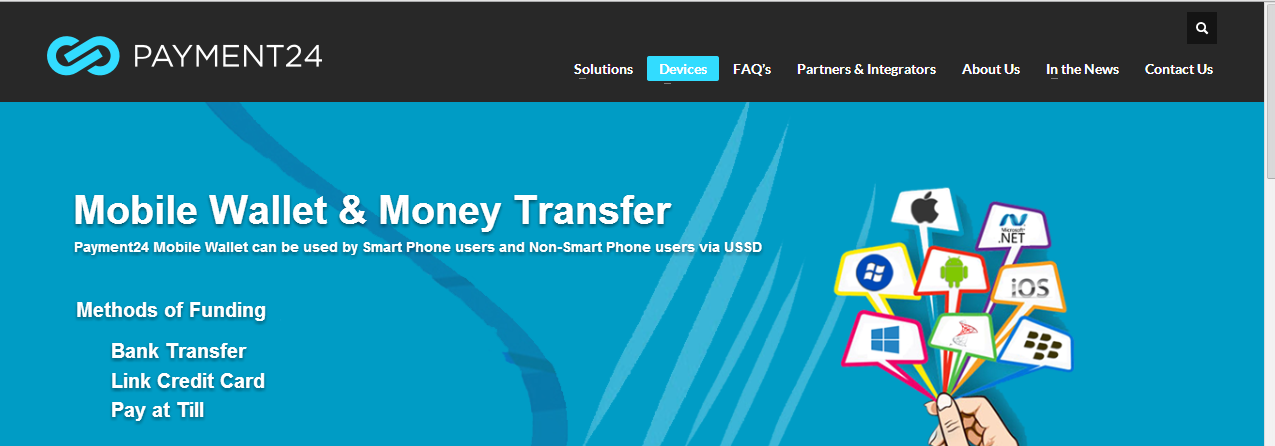 PAYMENT24
Solutions Devices FAQ's Partners & Integrators About Us In the News Contact Us
Mobile Wallet & Money Transfer
Payment24 Mobile Wallet can be used by Smart Phone users and Non-Smart Phone users via USSD
Methods of Funding
Bank Transfer
Link Credit Card
Pay at Till
Microsoft
.NET
iOS